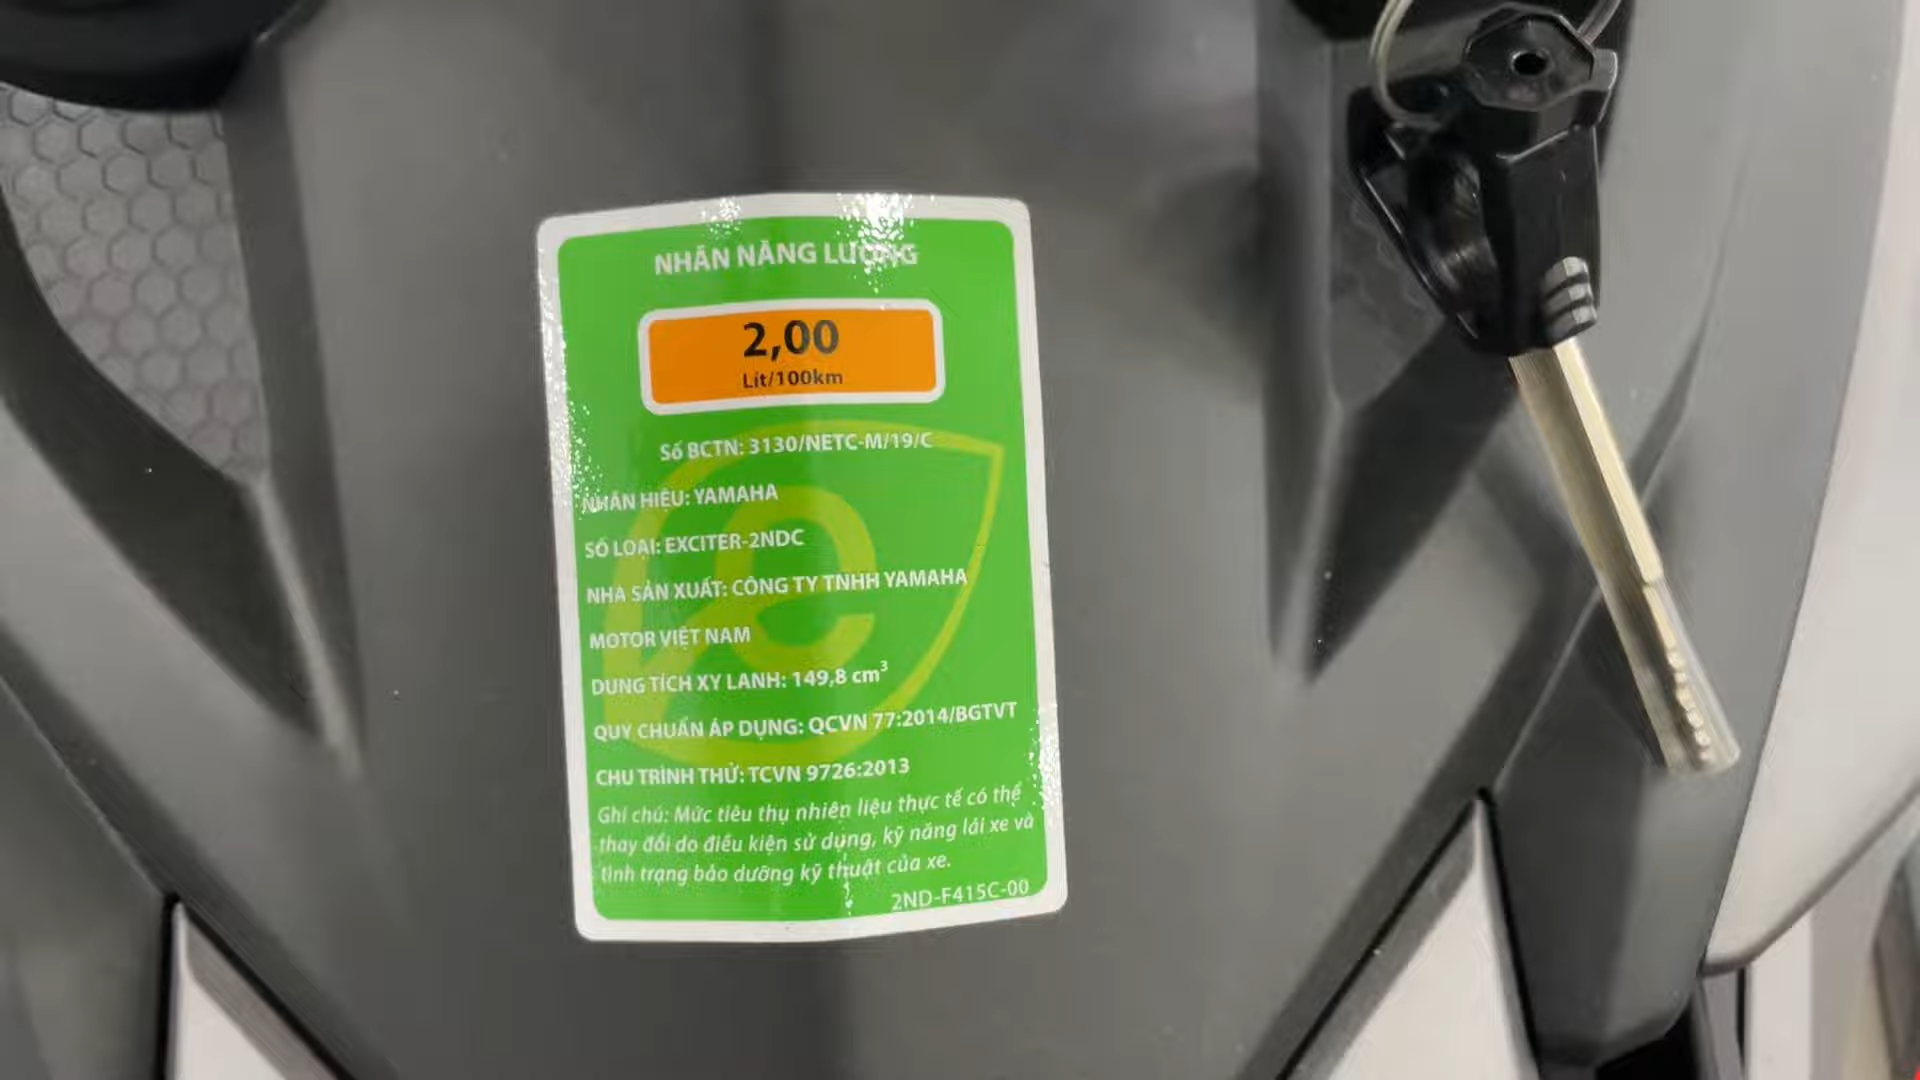 NHÃN NĂNG LƯỢNG
2,00
Lít/100km
Số BCTN: 3130/NETC-M/19/C
NHÃN HIỆU: YAMAHA
SỐ LOẠI: EXCITER-2NDC
NHÀ SẢN XUẤT: CÔNG TY TNHH YAMAHA
MOTOR VIỆT NAM
DUNG TÍCH XY LANH: 149,8 cm³
QUY CHUẨN ÁP DỤNG: QCVN 77:2014/BGTVT
CHU TRÌNH THỬ: TCVN 9726:2013
Ghi chú: Mức tiêu thụ nhiên liệu thực tế có thể
thay đổi do điều kiện sử dụng, kỹ năng lái xe và
tình trạng bảo dưỡng kỹ thuật của xe.
2ND-F415C-00